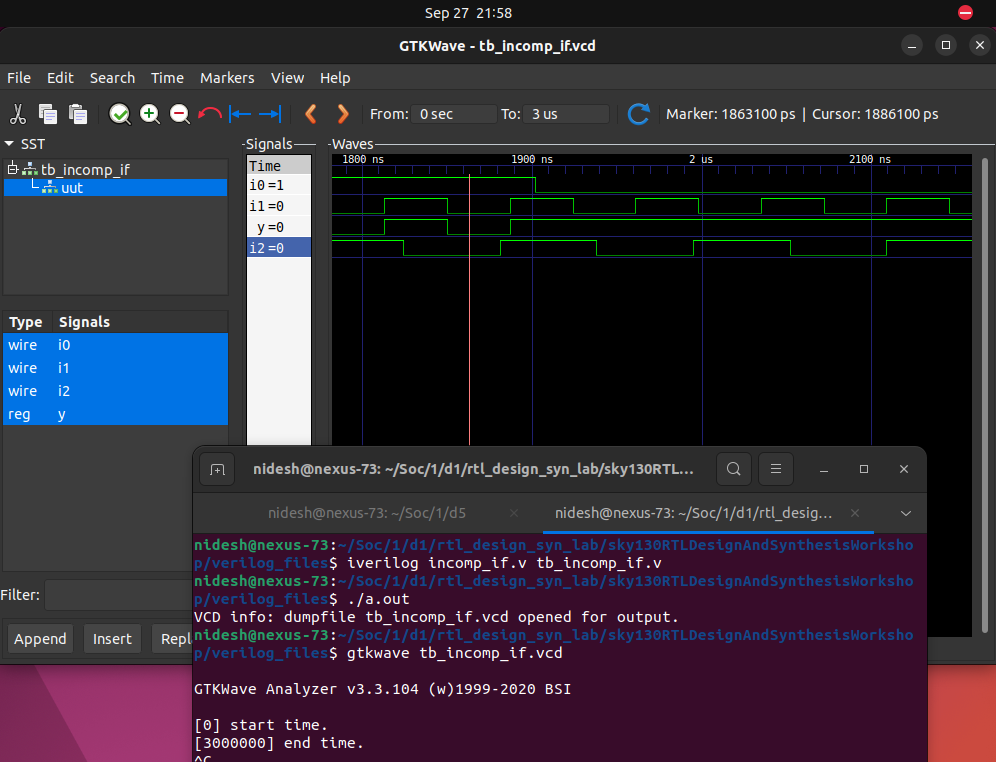 Sep 27 21:58
GTKWave - tb_incomp_if.vcd
File Edit Search Time Markers View Help
From: 0 sec To: 3 us Marker: 1863100 ps | Cursor: 1886100 ps
SST
tb_incomp_if
uut
Type Signals
wire i0
wire i1
wire i2
reg y
Filter:
Append Insert Repl
Signals
Time
i0=1
i1=0
y=0
i2=0
Waves
1800 ns 1900 ns 2 us 2100 ns
nidesh@nexus-73: ~/Soc/1/d1/rtl_design_syn_lab/sky130RTL...
nidesh@nexus-73: ~/Soc/1/d5 nidesh@nexus-73: ~/Soc/1/d1/rtl_desig...
nidesh@nexus-73:~/Soc/1/d1/rtl_design_syn_lab/sky130RTLDesignAndSynthesisWorksho
p/verilog_files$ iverilog incomp_if.v tb_incomp_if.v
nidesh@nexus-73:~/Soc/1/d1/rtl_design_syn_lab/sky130RTLDesignAndSynthesisWorksho
p/verilog_files$ ./a.out
VCD info: dumpfile tb_incomp_if.vcd opened for output.
nidesh@nexus-73:~/Soc/1/d1/rtl_design_syn_lab/sky130RTLDesignAndSynthesisWorksho
p/verilog_files$ gtkwave tb_incomp_if.vcd
GTKWave Analyzer v3.3.104 (w)1999-2020 BSI
[0] start time.
[3000000] end time.
^C